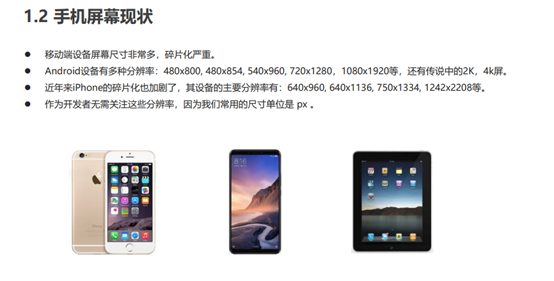 1.2 手机屏幕现状
● 移动端设备屏幕尺寸非常多，碎片化严重。
● Android设备有多种分辨率：480x800, 480x854, 540x960, 720x1280，1080x1920等，还有传说中的2K，4k屏。
● 近年来iPhone的碎片化也加剧了，其设备的主要分辨率有：640x960, 640x1136, 750x1334, 1242x2208等。
● 作为开发者无需关注这些分辨率，因为我们常用的尺寸单位是 px 。
8:16